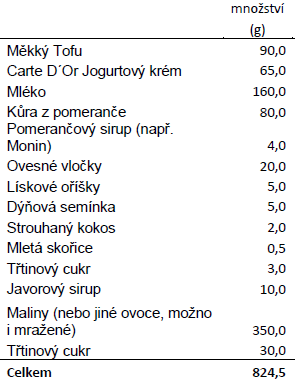 množství
(g)
Měkký Tofu 90,0
Carte D´Or Jogurtový krém 65,0
Mléko 160,0
Kůra z pomeranče 80,0
Pomerančový sirup (např.
Monin) 4,0
Ovesné vločky 20,0
Lískové oříšky 5,0
Dýňová semínka 5,0
Strouhaný kokos 2,0
Mletá skořice 0,5
Třtinový cukr 3,0
Javorový sirup 10,0
Maliny (nebo jiné ovoce, možno
i mražené) 350,0
Třtinový cukr 30,0
Celkem 824,5